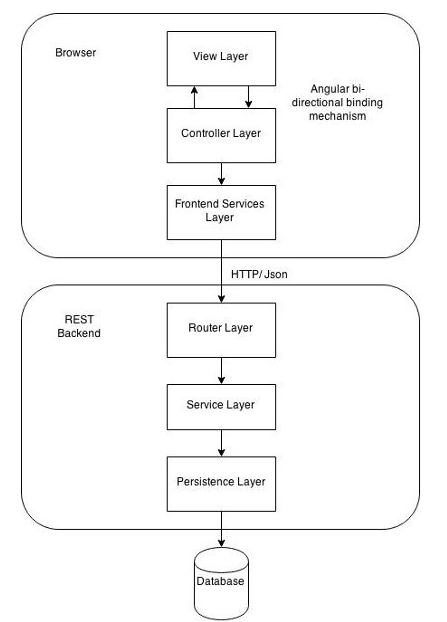 Browser
View Layer
Angular bi-
directional binding
mechanism
Controller Layer
Frontend Services
Layer
HTTP/ Json
REST
Backend
Router Layer
Service Layer
Persistence Layer
Database